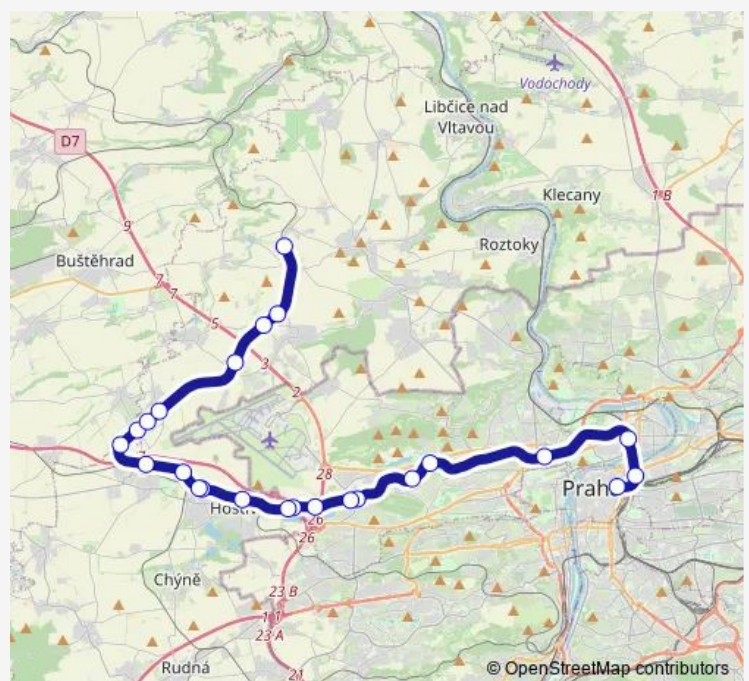 Vodochody
Libčice nad
Vltavou
D7
9
1 B
Klecany
Roztoky
Buštěhrad
7
7
5
3
2
28
Praha
26
26
Chýně
23 B
23 A
Rudná
21
© OpenStreetMap contributors